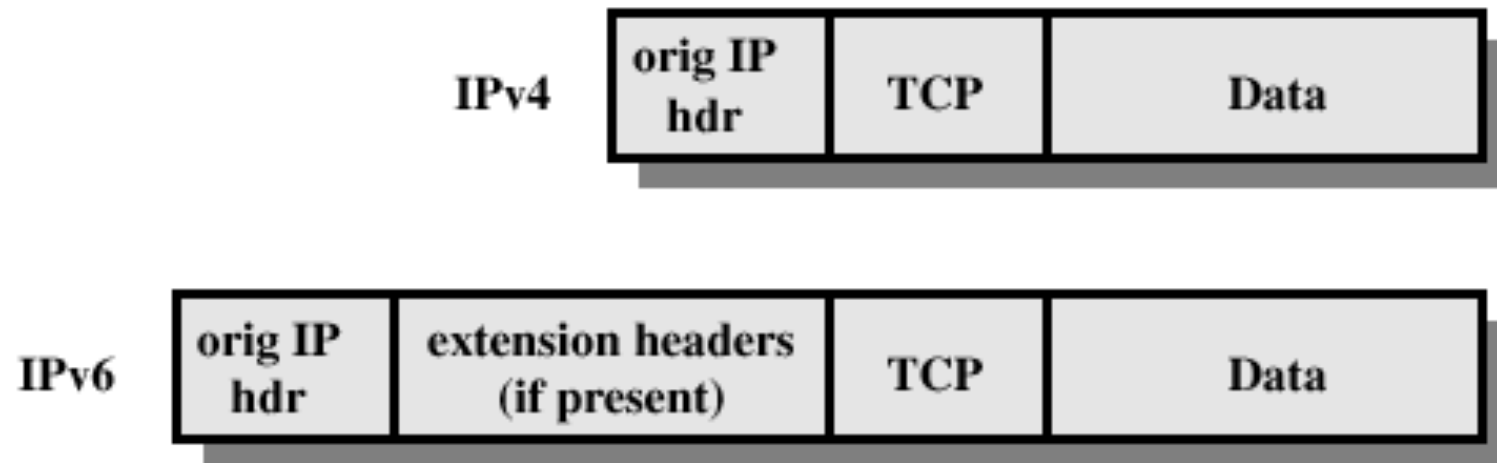 IPv4
orig IP
hdr
TCP
Data
IPv6
orig IP
hdr
extension headers
(if present)
TCP
Data